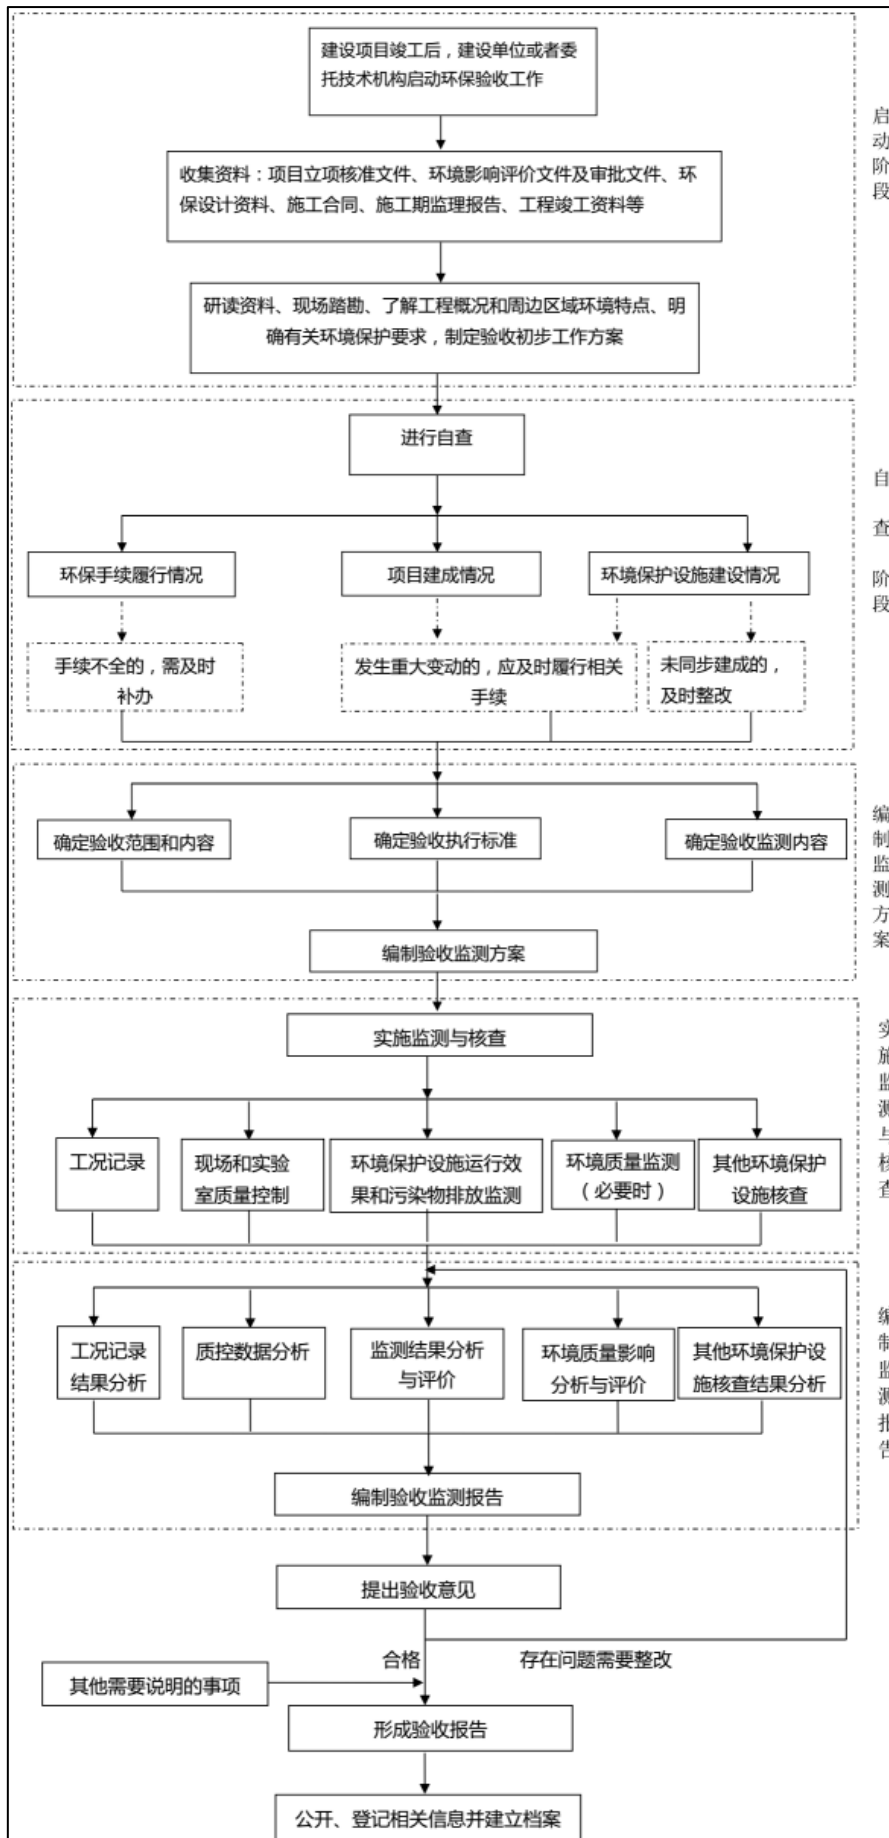 建设项目竣工后，建设单位或者委
托技术机构启动环保验收工作
收集资料：项目立项核准文件、环境影响评价文件及审批文件、环
保设计资料、施工合同、施工期监理报告、工程竣工资料等
研读资料、现场踏勘、了解工程概况和周边区域环境特点、明
确有关环境保护要求，制定验收初步工作方案
启
动
阶
段
进行自查
环保手续履行情况
项目建成情况
环境保护设施建设情况
手续不全的，需及时
补办
发生重大变动的，应及时履行相关
手续
未同步建成的，
及时整改
自
查
阶
段
确定验收范围和内容
确定验收执行标准
确定验收监测内容
编制验收监测方案
编
制
监
测
方
案
实施监测与核查
工况记录
现场和实验
室质量控制
环境保护设施运行效
果和污染物排放监测
环境质量监测
（必要时）
其他环境保护
设施核查
实
施
监
测
与
核
查
工况记录
结果分析
质控数据分析
监测结果分析
与评价
环境质量影响
分析与评价
其他环境保护设
施核查结果分析
编制验收监测报告
编
制
监
测
报
告
提出验收意见
合格
存在问题需要整改
其他需要说明的事项
形成验收报告
公开、登记相关信息并建立档案